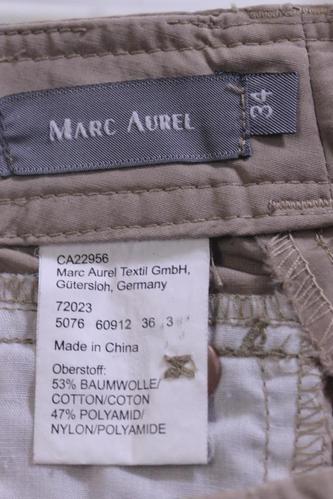 MARC AUREL
34
CA22956
Marc Aurel Textil GmbH,
Gütersloh, Germany
72023
5076 60912 36 3
Made in China
Oberstoff:
53% BAUMWOLLE/
COTTON/COTON
47% POLYAMID/
NYLON/POLYAMIDE